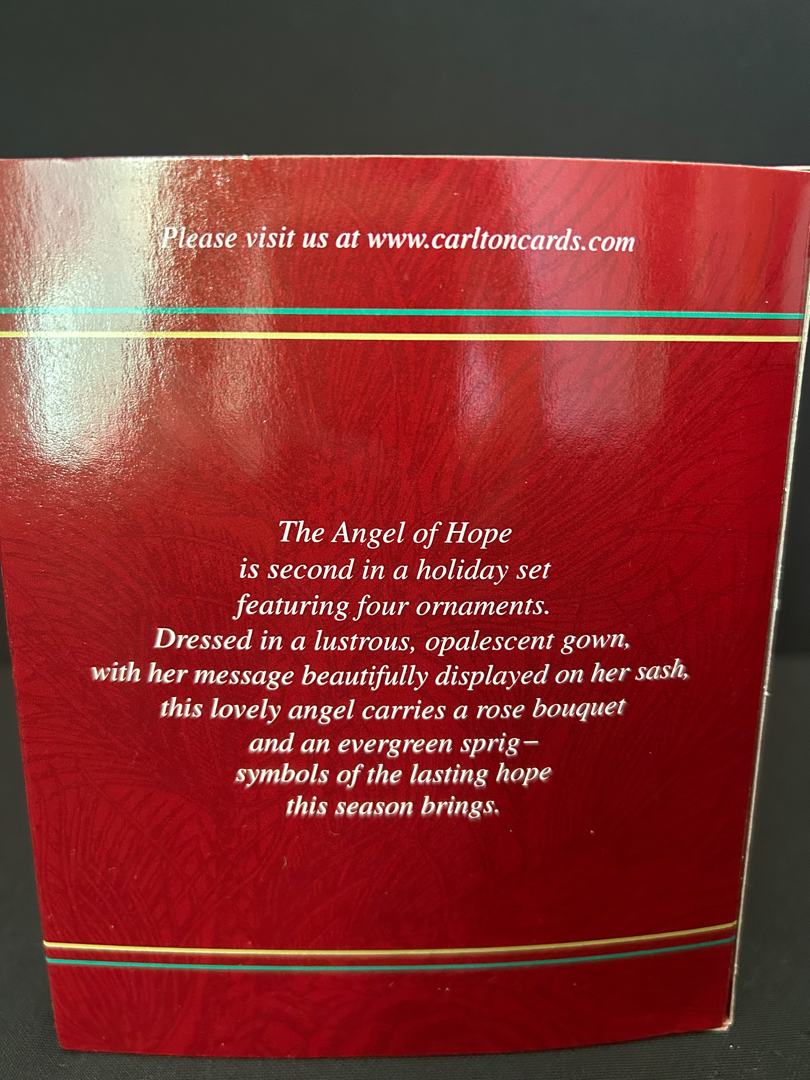 Please visit us at www.carltoncards.com
The Angel of Hope
is second in a holiday set
featuring four ornaments.
Dressed in a lustrous, opalescent gown,
with her message beautifully displayed on her sash,
this lovely angel carries a rose bouquet
and an evergreen sprig–
symbols of the lasting hope
this season brings.